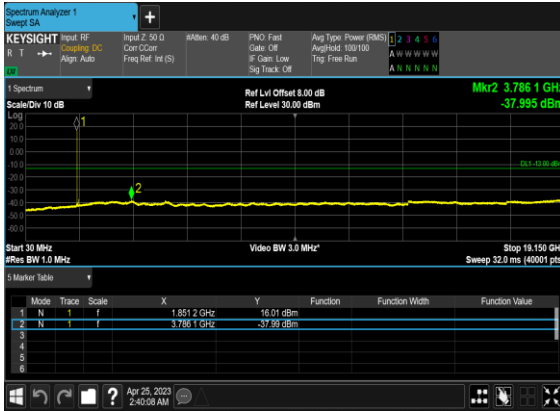 Spectrum Analyzer 1
Swept SA
+
KEYSIGHT Input: RF Input Z: 50 Ω #Atten: 40 dB PNO: Fast Avg Type: Power (RMS) 1 2 3 4 5 6
R T Coupling: DC Corr CCorr Gate: Off Avg|Hold: 100/100 A W W W W W
Align: Auto Freq Ref: Int (S) IF Gain: Low Trig: Free Run
Sig Track: Off A N N N N N
1 Spectrum Ref Lvl Offset 8.00 dB Mkr2 3.786 1 GHz
Scale/Div 10 dB Ref Level 30.00 dBm -37.995 dBm
Log
1
20.0
10.0
0.00
-10.0 DL1 -13.00 dBm
-20.0
-30.0
2
-40.0
-50.0
-60.0
Start 30 MHz Video BW 3.0 MHz* Stop 19.150 GH
#Res BW 1.0 MHz Sweep 32.0 ms (40001 pts
5 Marker Table
Mode Trace Scale X Y Function Function Width Function Value
1 N 1 f 1.851 2 GHz 16.01 dBm
2 N 1 f 3.786 1 GHz -37.99 dBm
3
4
5
6
? Apr 25, 2023
2:40:08 AM